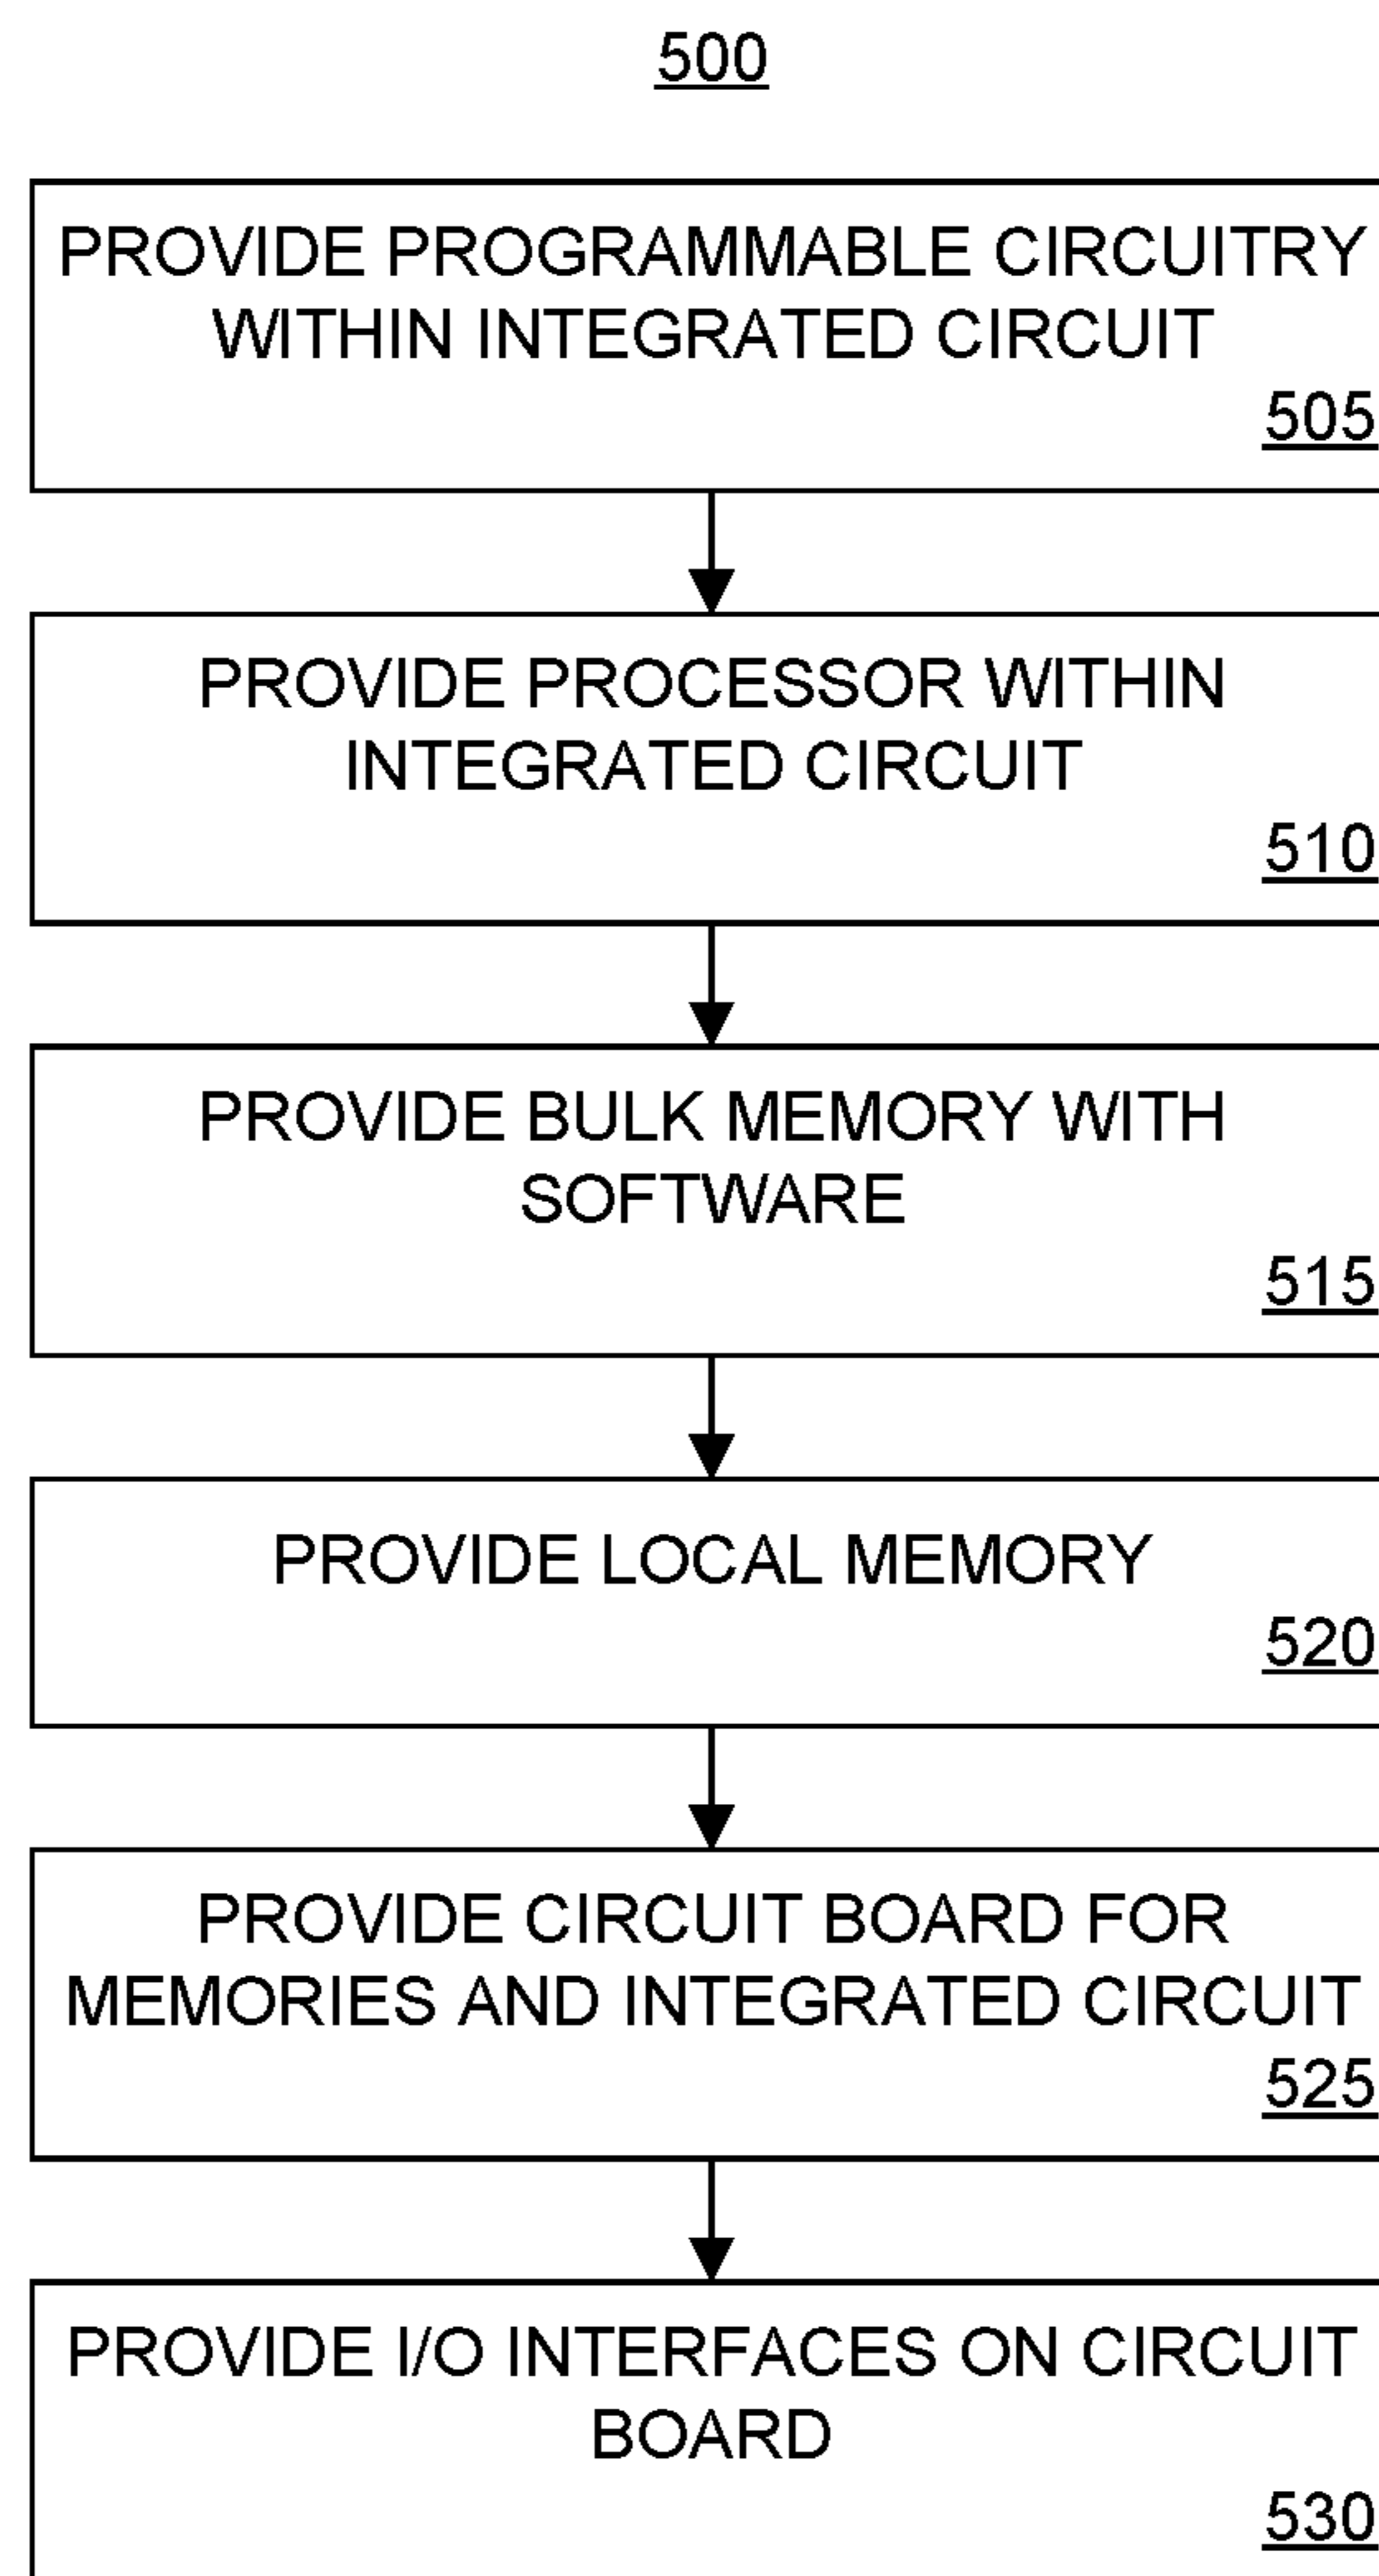 500
PROVIDE PROGRAMMABLE CIRCUITRY
WITHIN INTEGRATED CIRCUIT
505
PROVIDE PROCESSOR WITHIN
INTEGRATED CIRCUIT
510
PROVIDE BULK MEMORY WITH
SOFTWARE
515
PROVIDE LOCAL MEMORY
520
PROVIDE CIRCUIT BOARD FOR
MEMORIES AND INTEGRATED CIRCUIT
525
PROVIDE I/O INTERFACES ON CIRCUIT
BOARD
530